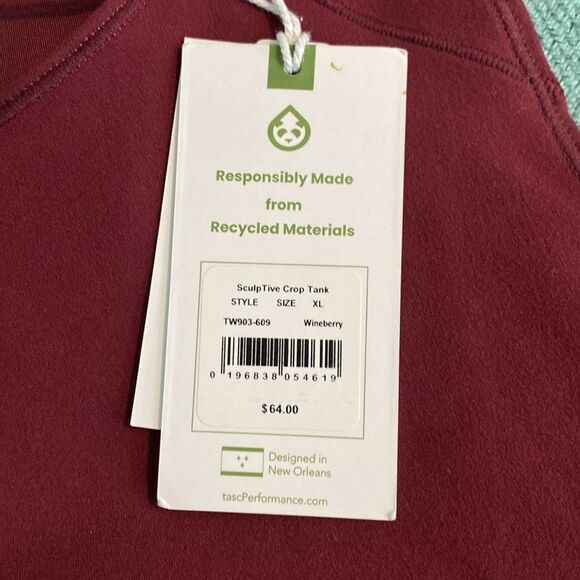 Responsibly Made
from
Recycled Materials
SculpTive Crop Tank
STYLE SIZE XL
TW903-609 Wineberry
0 196838 054619
$64.00
Designed in
New Orleans
tascPerformance.com